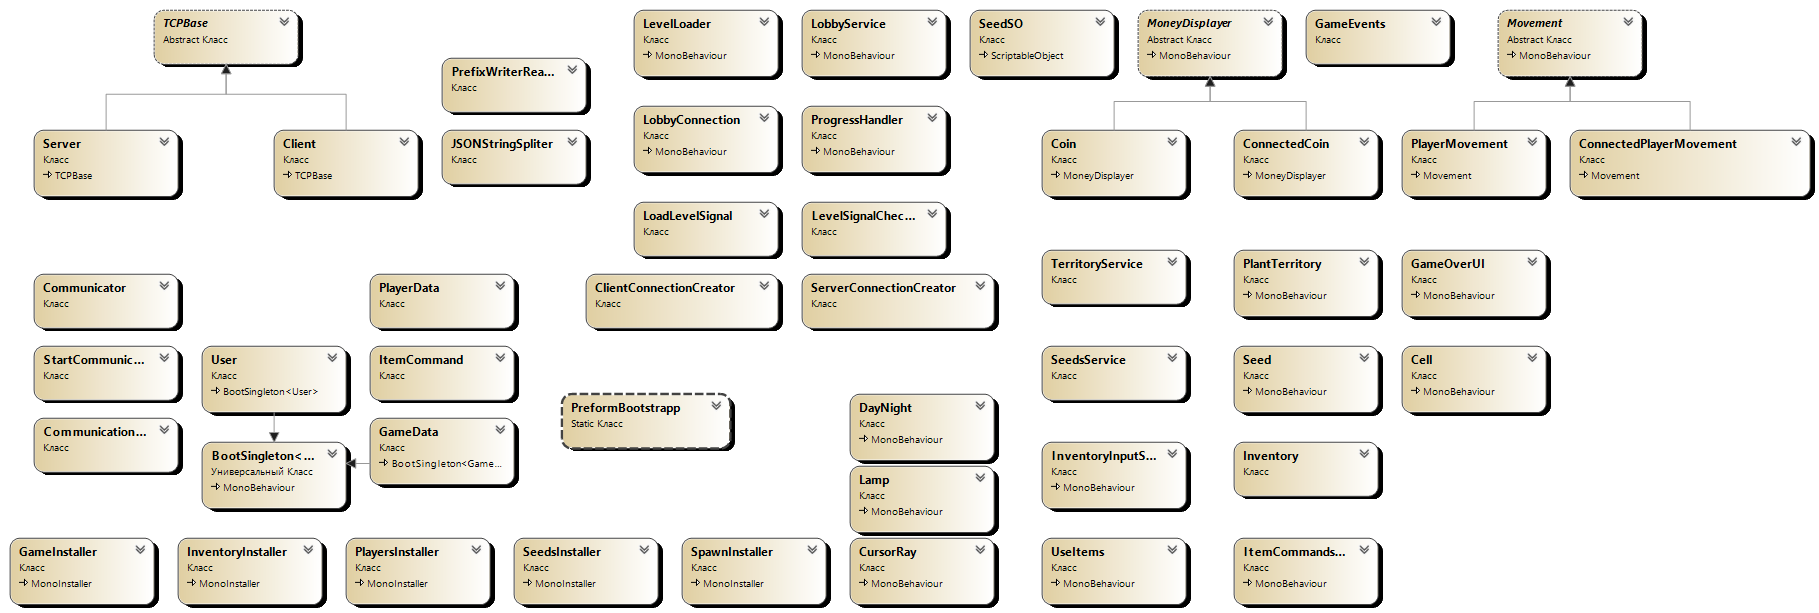 TCPBase
Abstract Класс
Server
Класс
TCPBase
Client
Класс
TCPBase
PrefixWriterRea...
Класс
JSONStringSpliter
Класс
LevelLoader
Класс
MonoBehaviour
LobbyService
Класс
MonoBehaviour
LobbyConnection
Класс
MonoBehaviour
ProgressHandler
Класс
MonoBehaviour
LoadLevelSignal
Класс
LevelSignalChec...
Класс
ClientConnectionCreator
Класс
ServerConnectionCreator
Класс
SeedSO
Класс
ScriptableObject
MoneyDisplayer
Abstract Класс
MonoBehaviour
GameEvents
Класс
Movement
Abstract Класс
MonoBehaviour
Coin
Класс
MoneyDisplayer
ConnectedCoin
Класс
MoneyDisplayer
PlayerMovement
Класс
Movement
ConnectedPlayerMovement
Класс
Movement
TerritoryService
Класс
PlantTerritory
Класс
MonoBehaviour
GameOverUI
Класс
MonoBehaviour
SeedsService
Класс
Seed
Класс
MonoBehaviour
Cell
Класс
MonoBehaviour
Communicator
Класс
PlayerData
Класс
StartCommunic...
Класс
User
Класс
BootSingleton<User>
ItemCommand
Класс
Communication...
Класс
BootSingleton<...
Универсальный Класс
MonoBehaviour
GameData
Класс
BootSingleton<Game...
PreformBootstrapp
Static Класс
DayNight
Класс
MonoBehaviour
Lamp
Класс
MonoBehaviour
InventoryInputS...
Класс
MonoBehaviour
Inventory
Класс
GameInstaller
Класс
MonoInstaller
InventoryInstaller
Класс
MonoInstaller
PlayersInstaller
Класс
MonoInstaller
SeedsInstaller
Класс
MonoInstaller
SpawnInstaller
Класс
MonoInstaller
CursorRay
Класс
MonoBehaviour
UseItems
Класс
MonoBehaviour
ItemCommands...
Класс
MonoBehaviour